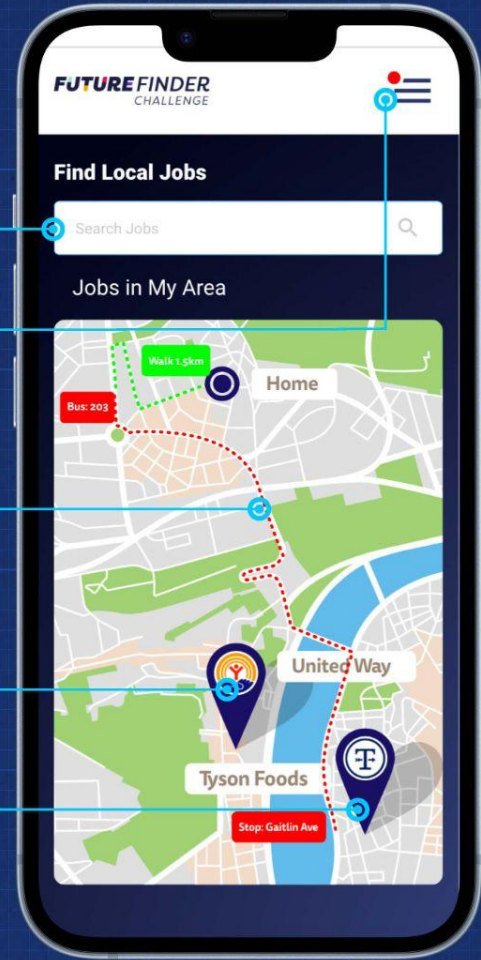 FUTURE FINDER
CHALLENGE
Find Local Jobs
Search Jobs
Jobs in My Area
Walk 1.5km
Home
Bus: 203
United Way
Tyson Foods
T
Stop: Gaitlin Ave